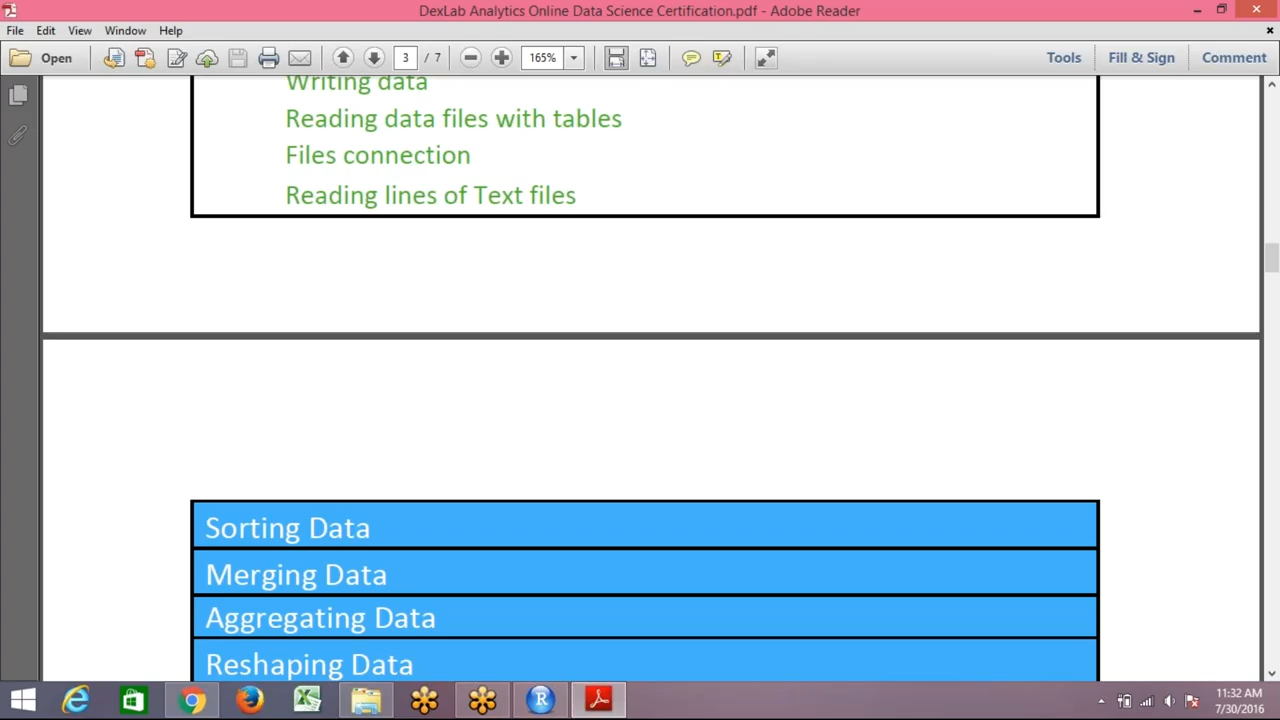 DexLab Analytics Online Data Science Certification.pdf - Adobe Reader
File Edit View Window Help
Open 3 / 7 165% Tools Fill & Sign Comment
Writing data
Reading data files with tables
Files connection
Reading lines of Text files
Sorting Data
Merging Data
Aggregating Data
Reshaping Data
11:32 AM
7/30/2016